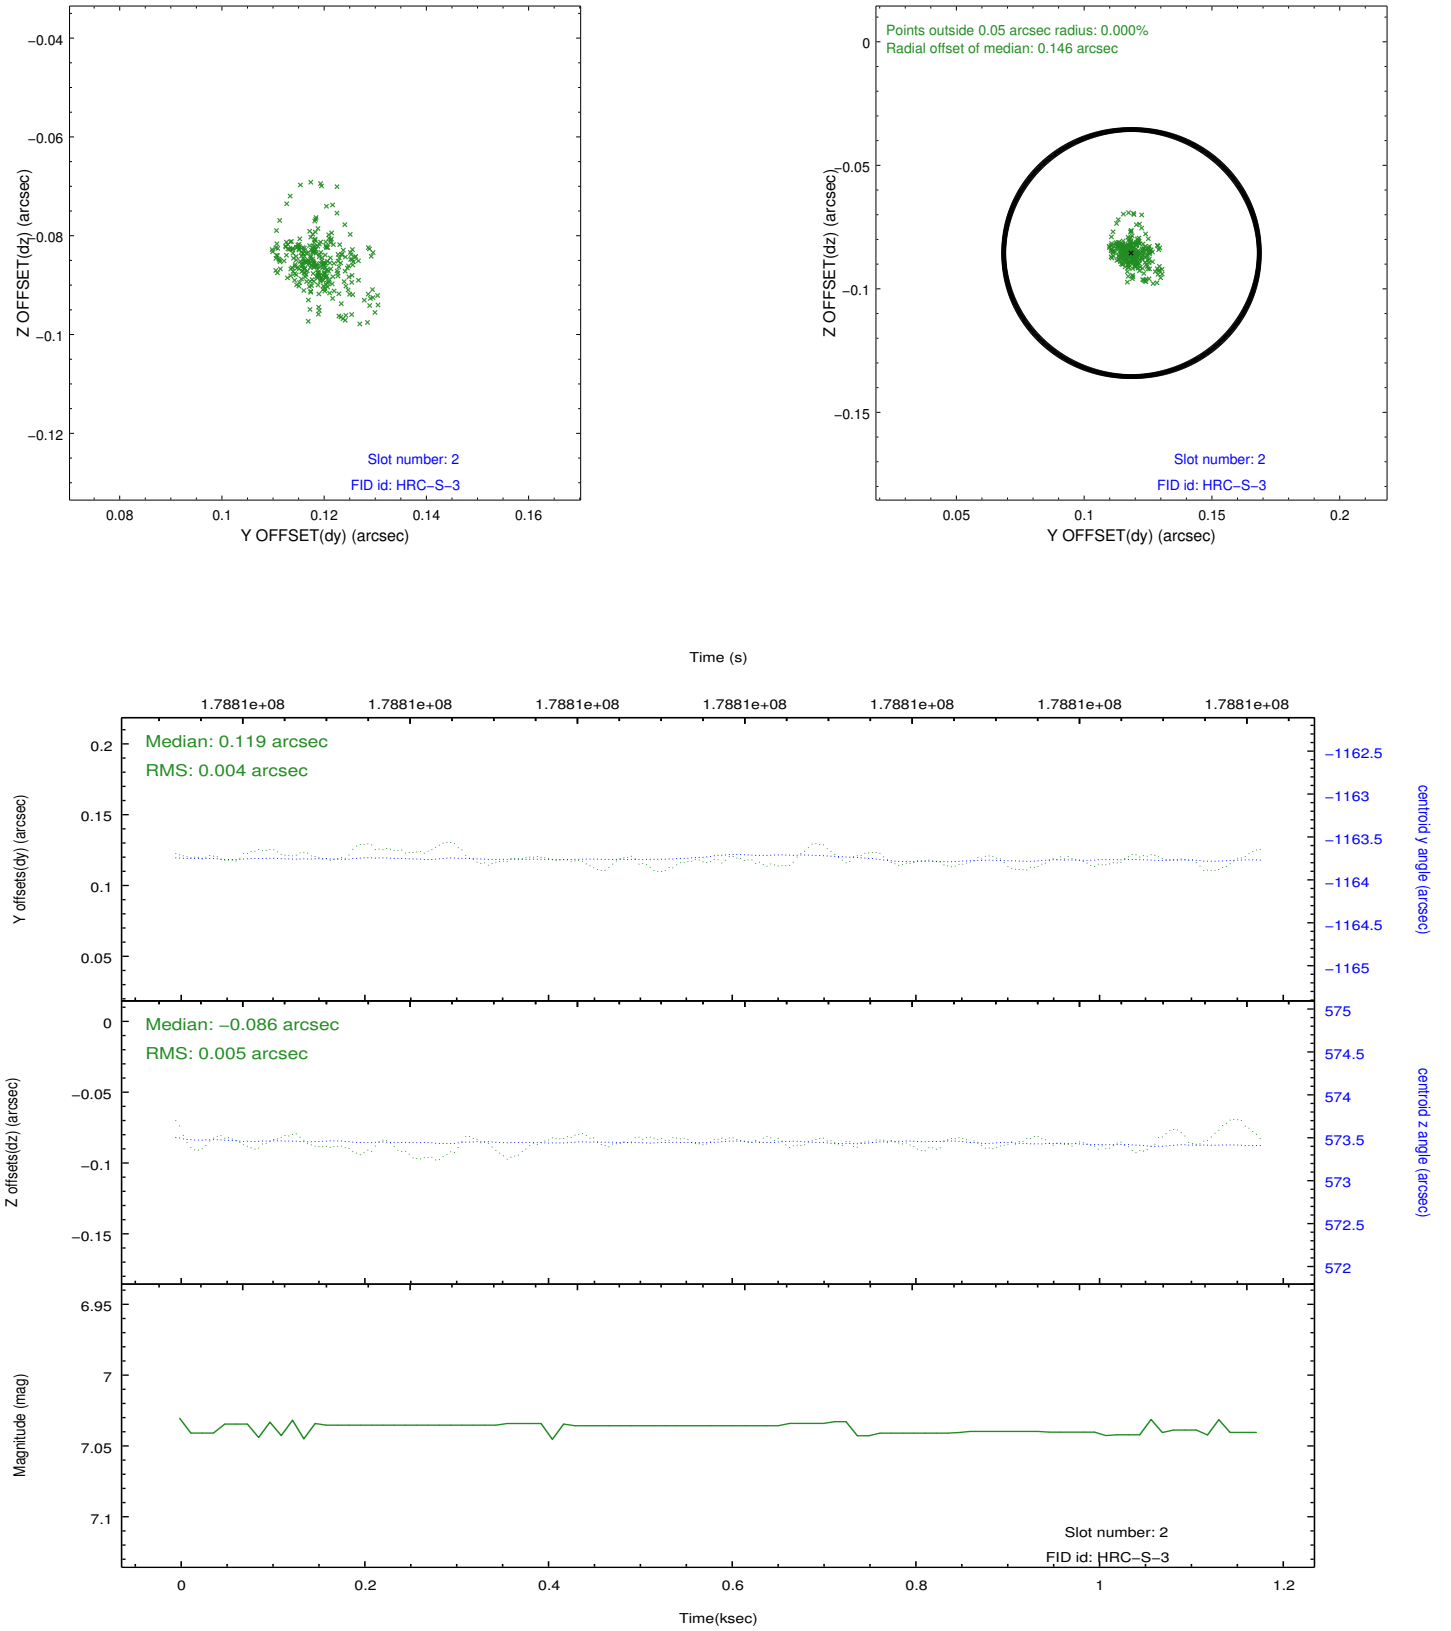 −0.04
−0.06
−0.08
−0.1
−0.12
Z OFFSET(dz) (arcsec)
Slot number: 2
FID id: HRC−S−3
0.08 0.1 0.12 0.14 0.16
Y OFFSET(dy) (arcsec)
Points outside 0.05 arcsec radius: 0.000%
Radial offset of median: 0.146 arcsec
0
−0.05
−0.1
−0.15
Z OFFSET(dz) (arcsec)
Slot number: 2
FID id: HRC−S−3
0.05 0.1 0.15 0.2
Y OFFSET(dy) (arcsec)
Time (s)
1.7881e+08 1.7881e+08 1.7881e+08 1.7881e+08 1.7881e+08 1.7881e+08 1.7881e+08
Median: 0.119 arcsec
RMS: 0.004 arcsec
0.2
0.15
0.1
0.05
Y offsets(dy) (arcsec)
−1162.5
−1163
−1163.5
−1164
−1164.5
−1165
centroid y angle (arcsec)
Median: −0.086 arcsec
RMS: 0.005 arcsec
0
−0.05
−0.1
−0.15
Z offsets(dz) (arcsec)
575
574.5
574
573.5
573
572.5
572
centroid z angle (arcsec)
6.95
7
7.05
7.1
Magnitude (mag)
Slot number: 2
FID id: HRC−S−3
0 0.2 0.4 0.6 0.8 1 1.2
Time(ksec)